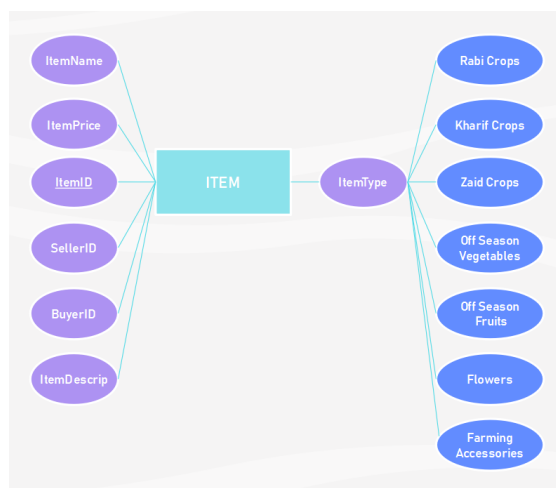 ItemName
ItemPrice
ItemID
SellerID
BuyerID
ItemDescrip
ITEM
ItemType
Rabi Crops
Kharif Crops
Zaid Crops
Off Season
Vegetables
Off Season
Fruits
Flowers
Farming
Accessories